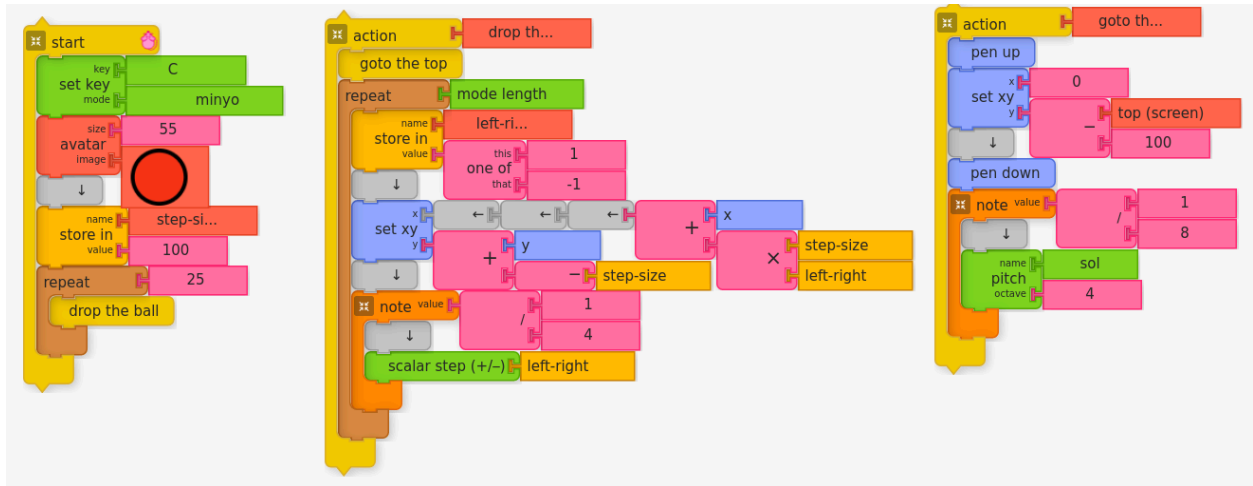 start
key
C
set key
mode
minyo
size
55
avatar
image
↓
name
step-si...
store in
value
100
repeat
25
drop the ball
action
drop th...
goto the top
repeat
mode length
name
left-ri...
store in
value
this
1
one of
that
-1
↓
x
← ← ←
+
x
set xy
y
+
y
×
step-size
left-right
−
step-size
↓
note value
1
/
4
↓
scalar step (+/–)
left-right
action
goto th...
pen up
x
0
set xy
y
−
top (screen)
100
↓
pen down
note value
1
/
8
↓
name
sol
pitch
octave
4